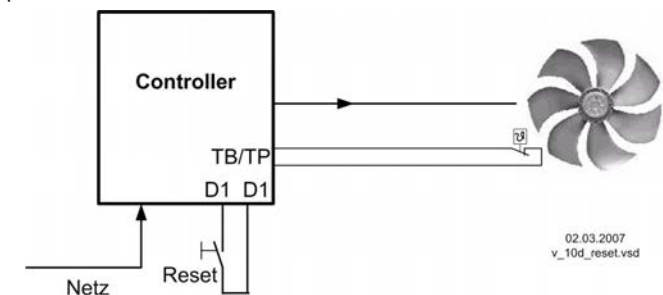 Controller
TB/TP
D1 D1
Reset
Netz
ϑ
02.03.2007
v_10d_reset.vsd